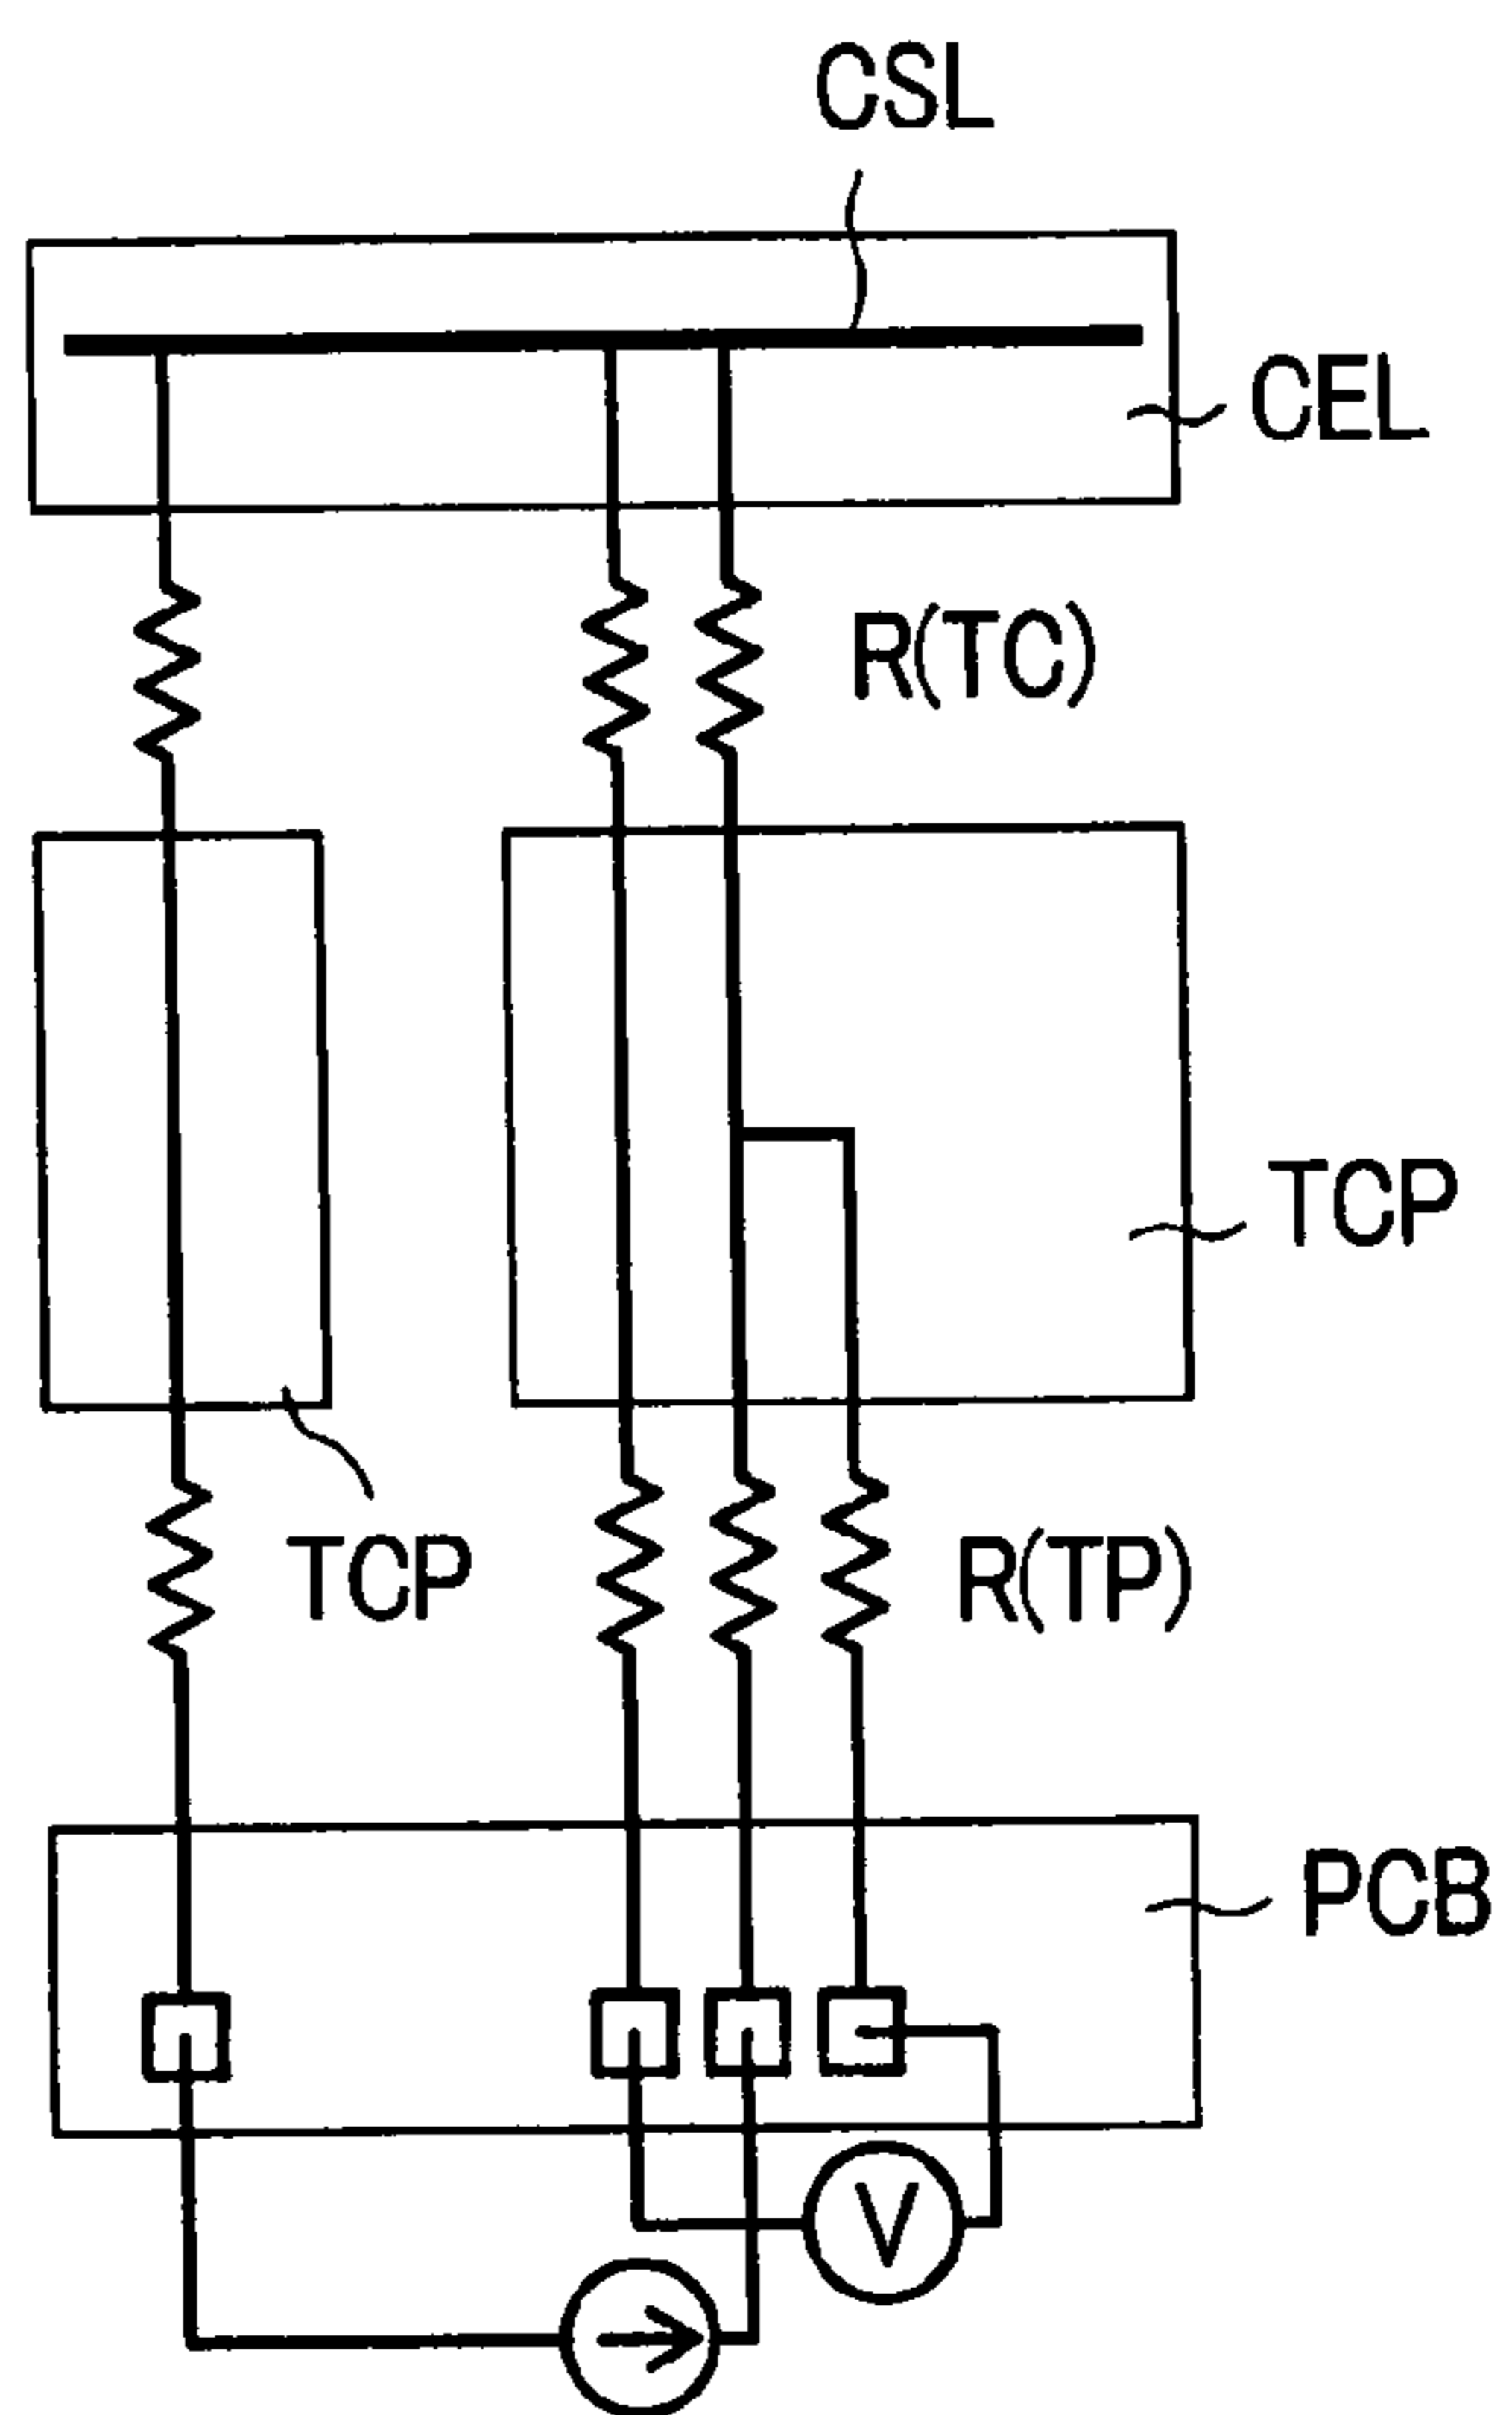 CSL
CEL
R(TC)
TCP
TCP
R(TP)
PCB
V